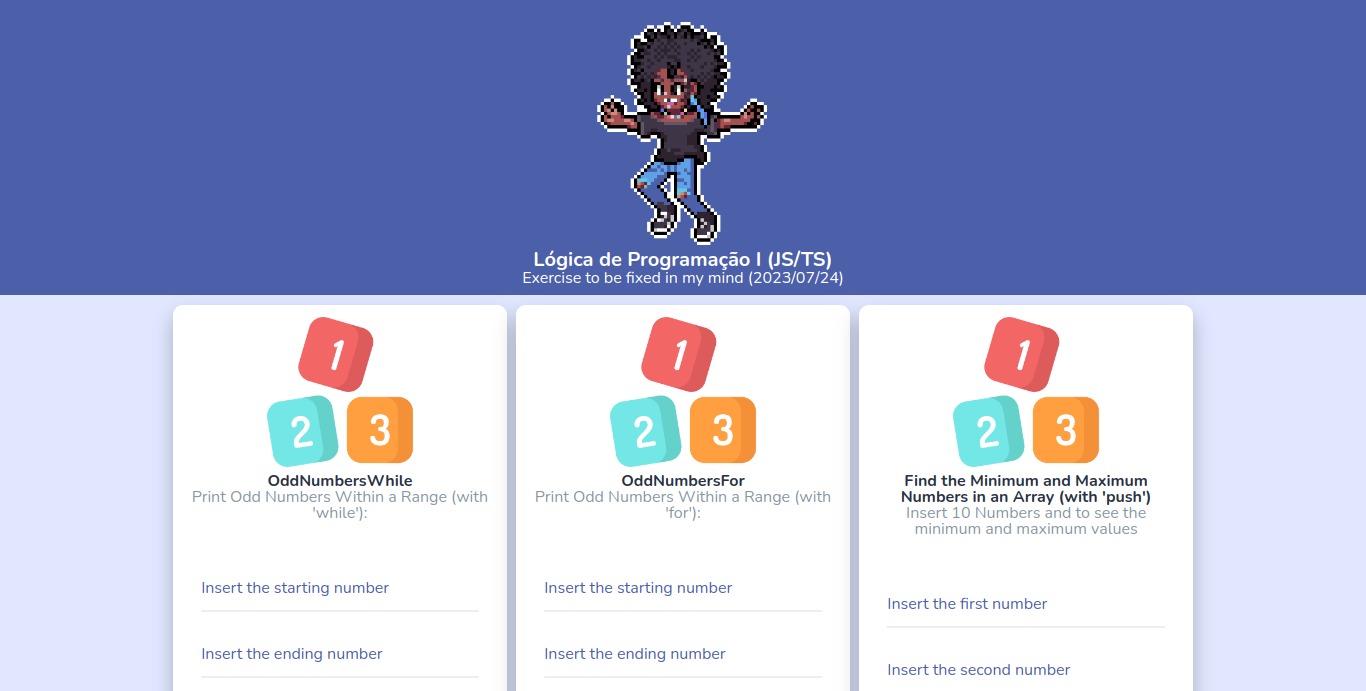 Lógica de Programação I (JS/TS)
Exercise to be fixed in my mind (2023/07/24)
1
2 3
OddNumbersWhile
Print Odd Numbers Within a Range (with
'while'):
Insert the starting number
Insert the ending number
1
2 3
OddNumbersFor
Print Odd Numbers Within a Range (with
'for'):
Insert the starting number
Insert the ending number
1
2 3
Find the Minimum and Maximum
Numbers in an Array (with 'push')
Insert 10 Numbers and to see the
minimum and maximum values
Insert the first number
Insert the second number